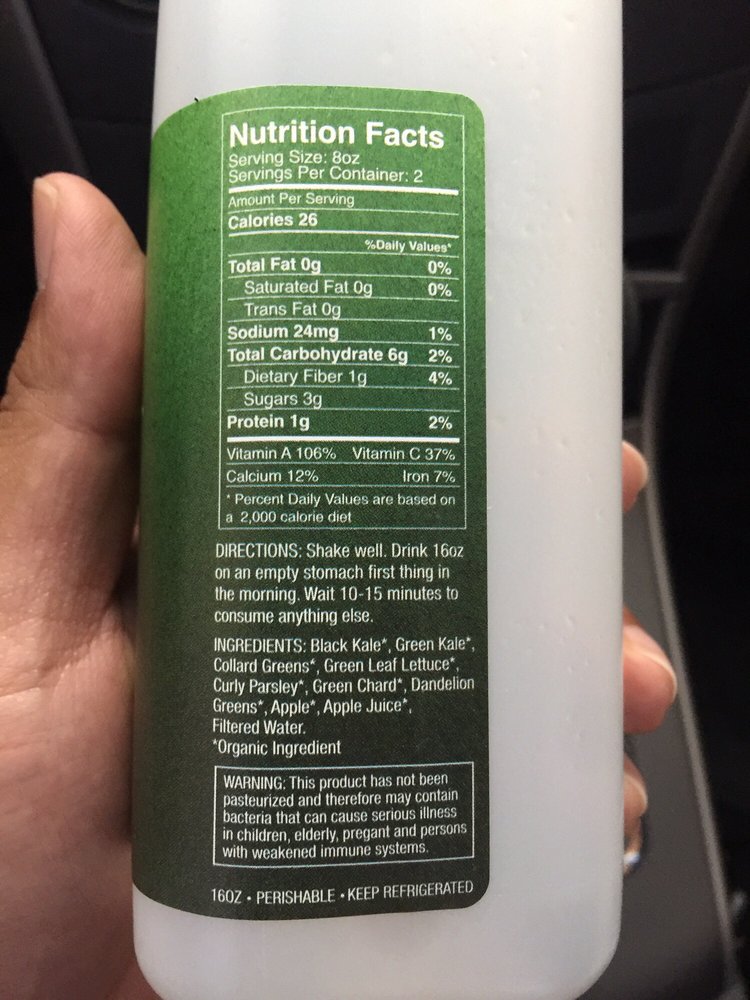 Nutrition Facts
Serving Size: 8oz
Servings Per Container: 2
Amount Per Serving
Calories 26
%Daily Values*
Total Fat 0g 0%
Saturated Fat 0g 0%
Trans Fat 0g
Sodium 24mg 1%
Total Carbohydrate 6g 2%
Dietary Fiber 1g 4%
Sugars 3g
Protein 1g 2%
Vitamin A 106% Vitamin C 37%
Calcium 12% Iron 7%
* Percent Daily Values are based on
a 2,000 calorie diet
DIRECTIONS: Shake well. Drink 16oz
on an empty stomach first thing in
the morning. Wait 10-15 minutes to
consume anything else.
INGREDIENTS: Black Kale*, Green Kale*,
Collard Greens*, Green Leaf Lettuce*,
Curly Parsley*, Green Chard*, Dandelion
Greens*, Apple*, Apple Juice*,
Filtered Water.
*Organic Ingredient
WARNING: This product has not been
pasteurized and therefore may contain
bacteria that can cause serious illness
in children, elderly, pregant and persons
with weakened immune systems.
16OZ • PERISHABLE • KEEP REFRIGERATED